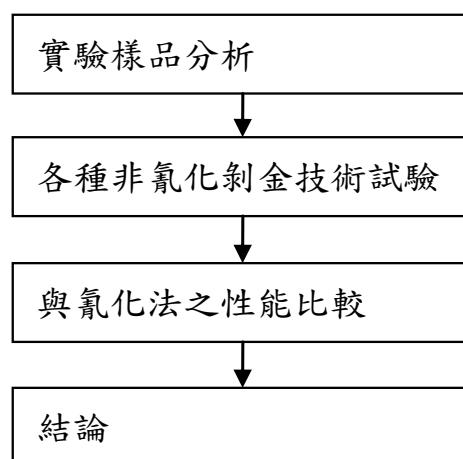 實驗樣品分析
各種非氰化剝金技術試驗
與氰化法之性能比較
結論